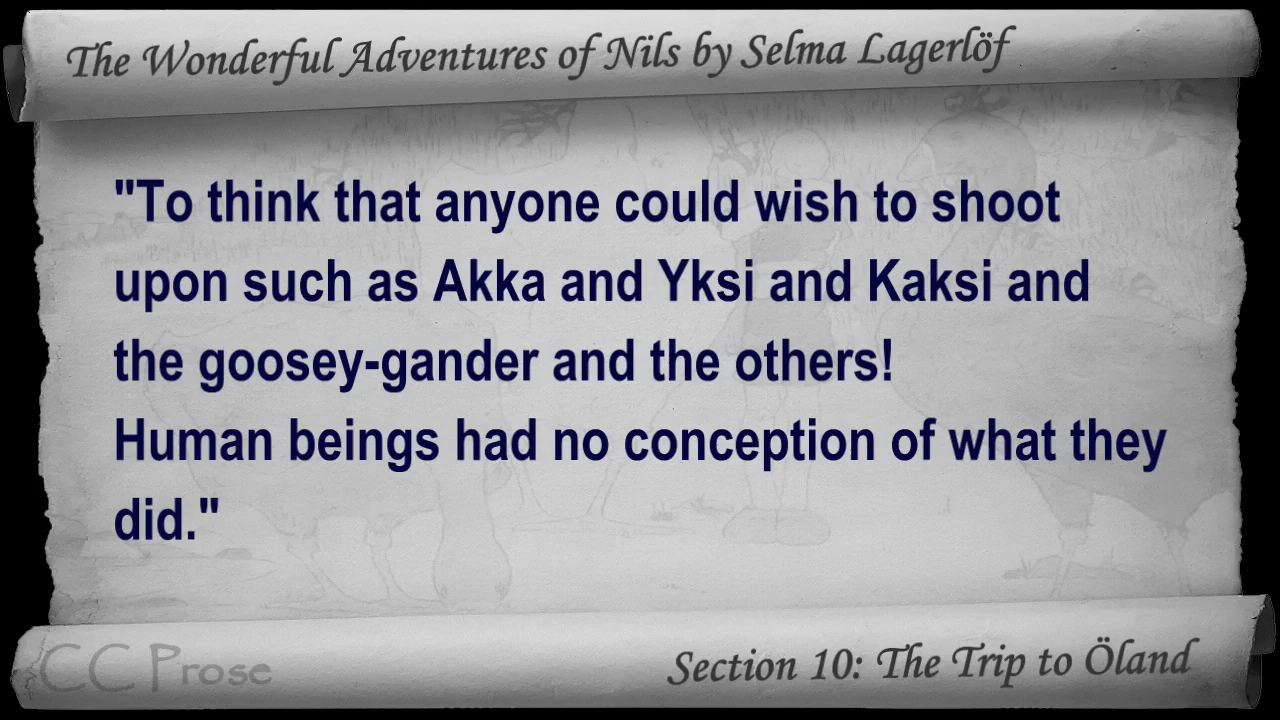 The Wonderful Adventures of Nils by Selma Lagerlöf
"To think that anyone could wish to shoot
upon such as Akka and Yksi and Kaksi and
the goosey-gander and the others!
Human beings had no conception of what they
did."
CC Prose
Section 10: The Trip to Öland